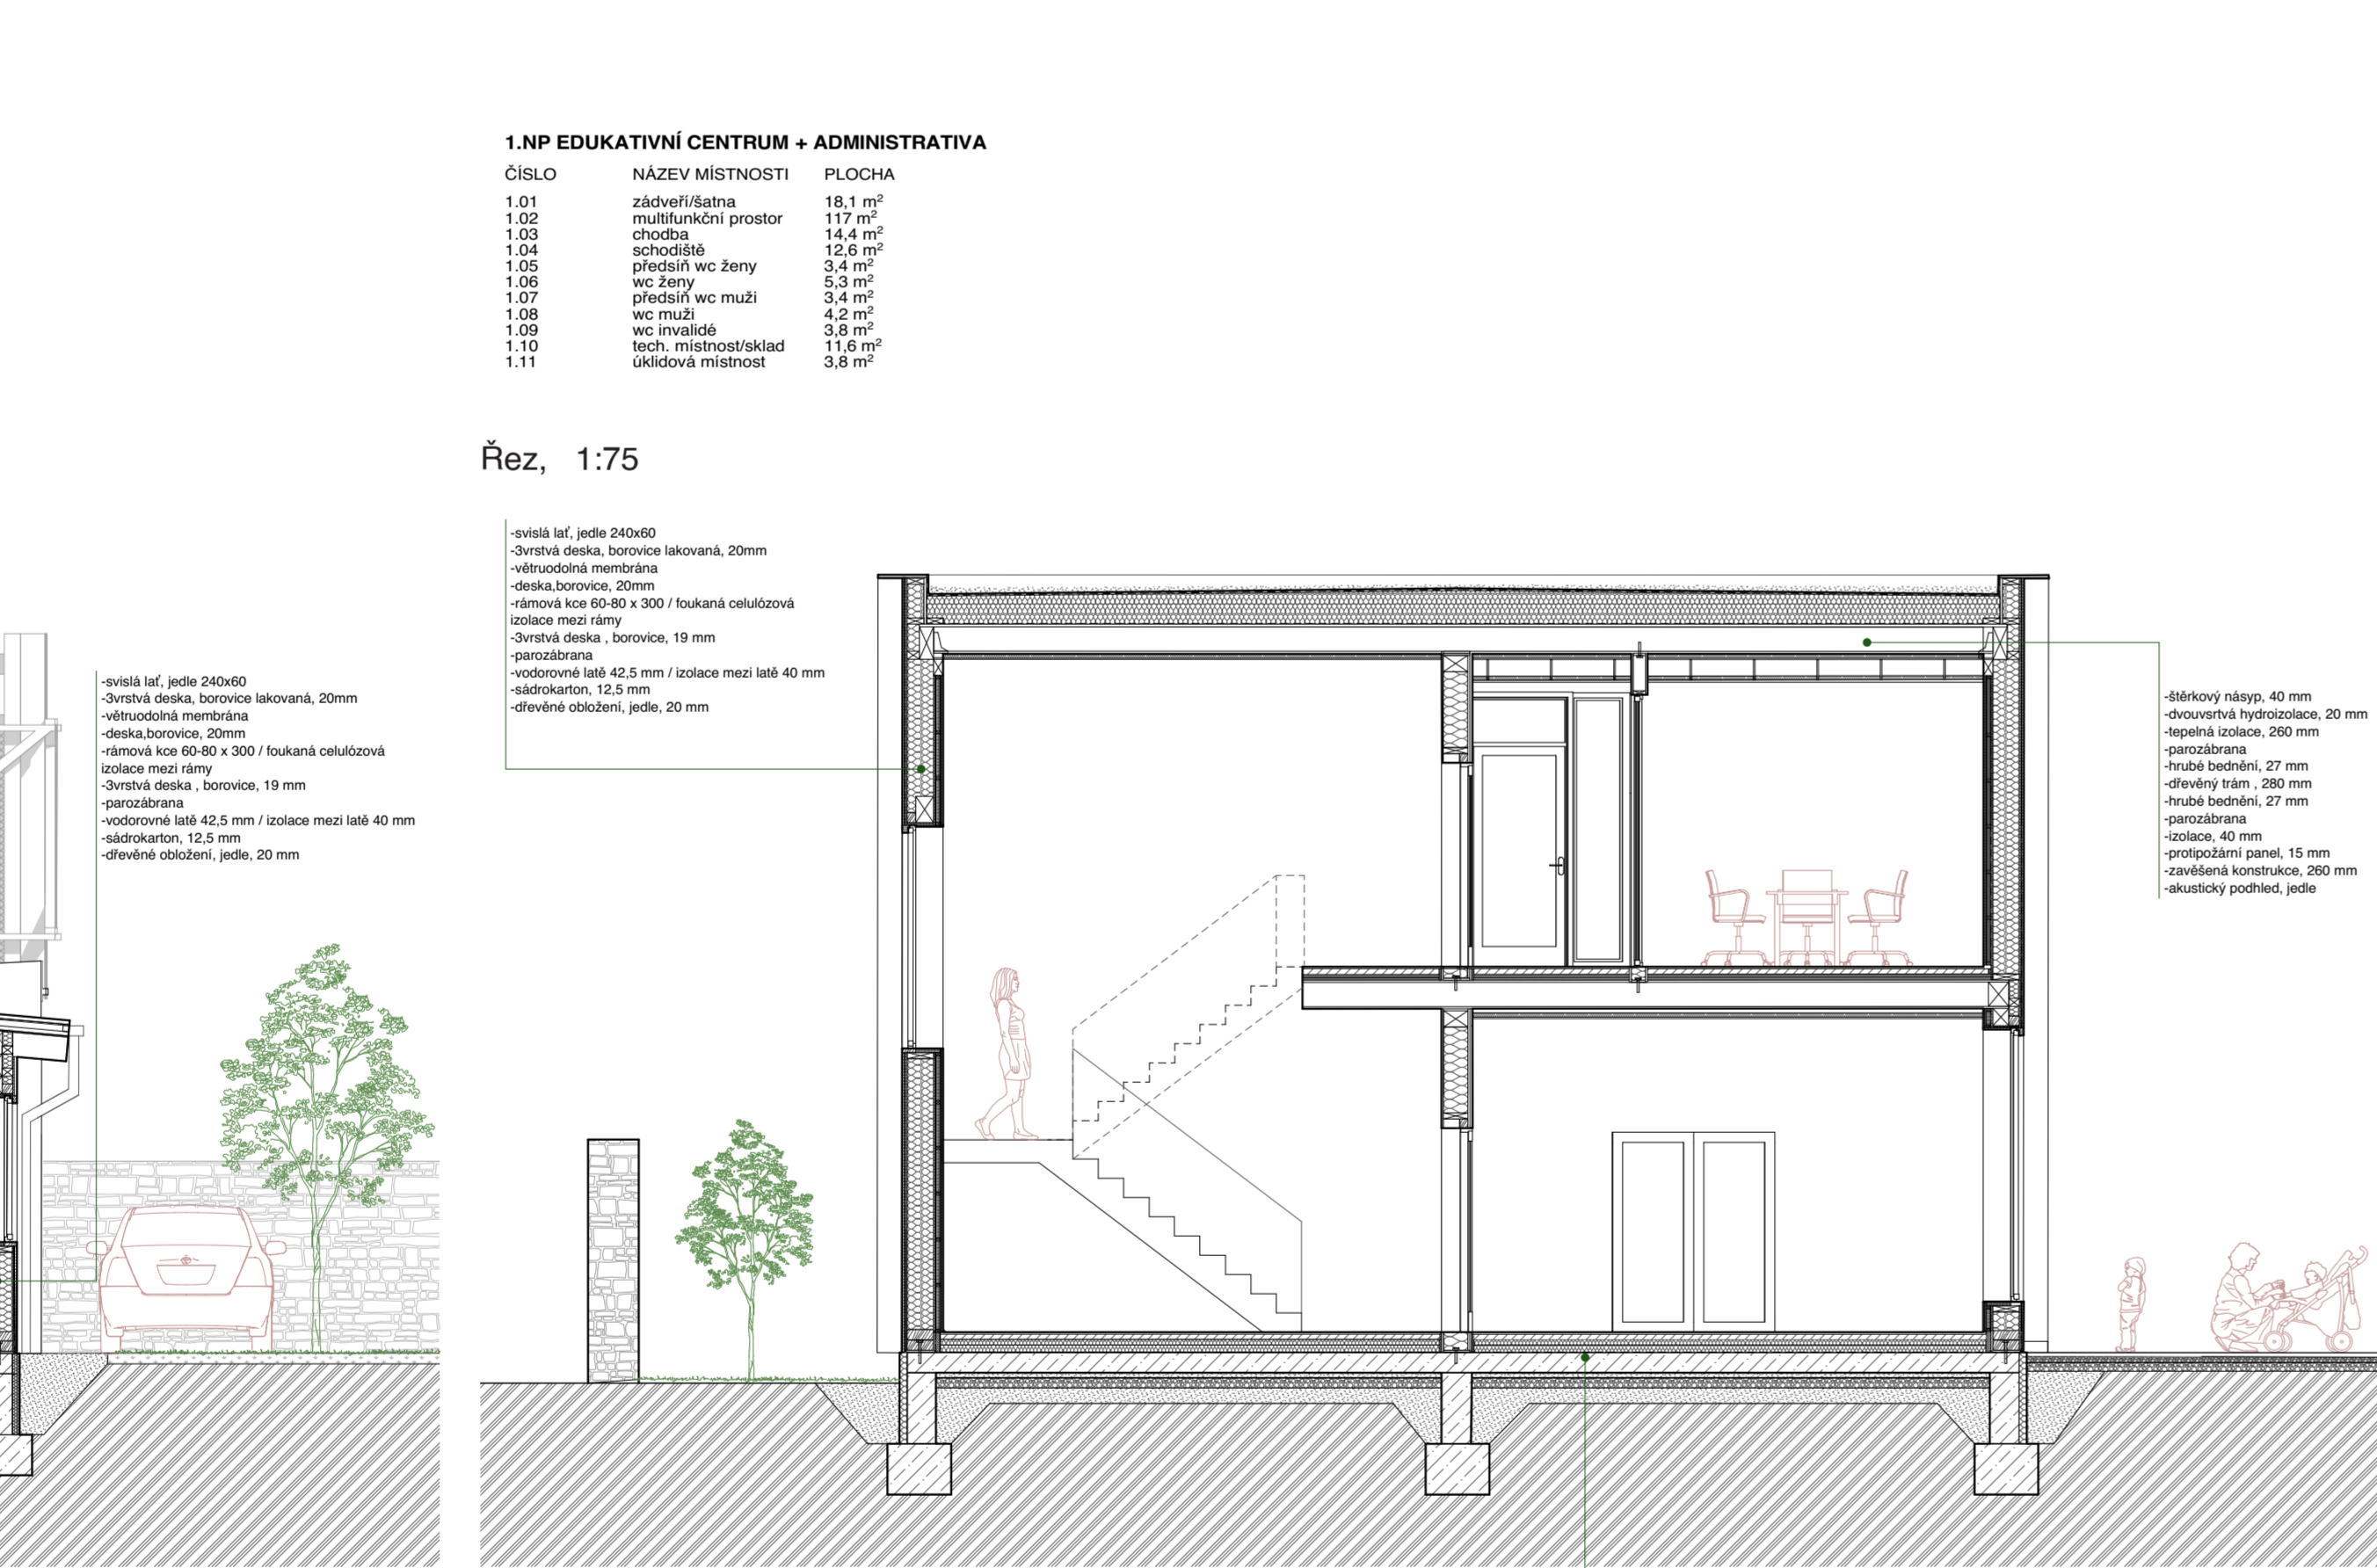 1.NP EDUKATIVNÍ CENTRUM + ADMINISTRATIVA
ČÍSLO NÁZEV MÍSTNOSTI PLOCHA
1.01 zádveří/šatna 18,1 m²
1.02 multifunkční prostor 117 m²
1.03 chodba 14,4 m²
1.04 schodiště 12,6 m²
1.05 předsíň wc ženy 3,4 m²
1.06 wc ženy 5,3 m²
1.07 předsíň wc muži 3,4 m²
1.08 wc muži 4,2 m²
1.09 wc invalidé 3,8 m²
1.10 tech. místnost/sklad 11,6 m²
1.11 úklidová místnost 3,8 m²
Řez, 1:75
-svislá lať, jedle 240x60
-3vrstvá deska, borovice lakovaná, 20mm
-větruodolná membrána
-deska,borovice, 20mm
-rámová kce 60-80 x 300 / foukaná celulózová
izolace mezi rámy
-3vrstvá deska , borovice, 19 mm
-parozábrana
-vodorovné latě 42,5 mm / izolace mezi latě 40 mm
-sádrokarton, 12,5 mm
-dřevěné obložení, jedle, 20 mm
-svislá lať, jedle 240x60
-3vrstvá deska, borovice lakovaná, 20mm
-větruodolná membrána
-deska,borovice, 20mm
-rámová kce 60-80 x 300 / foukaná celulózová
izolace mezi rámy
-3vrstvá deska , borovice, 19 mm
-parozábrana
-vodorovné latě 42,5 mm / izolace mezi latě 40 mm
-sádrokarton, 12,5 mm
-dřevěné obložení, jedle, 20 mm
-štěrkový násyp, 40 mm
-dvouvsrtvá hydroizolace, 20 mm
-tepelná izolace, 260 mm
-parozábrana
-hrubé bednění, 27 mm
-dřevěný trám , 280 mm
-hrubé bednění, 27 mm
-parozábrana
-izolace, 40 mm
-protipožární panel, 15 mm
-zavěšená konstrukce, 260 mm
-akustický podhled, jedle